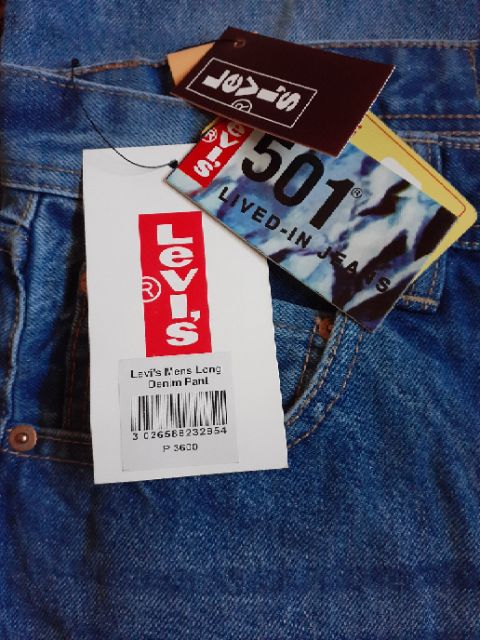 Levi's
®
Levi's
501®
LIVED-IN JEANS
Levi's
®
Levi's Mens Long
Denim Pant
3 026588232954
P 3600